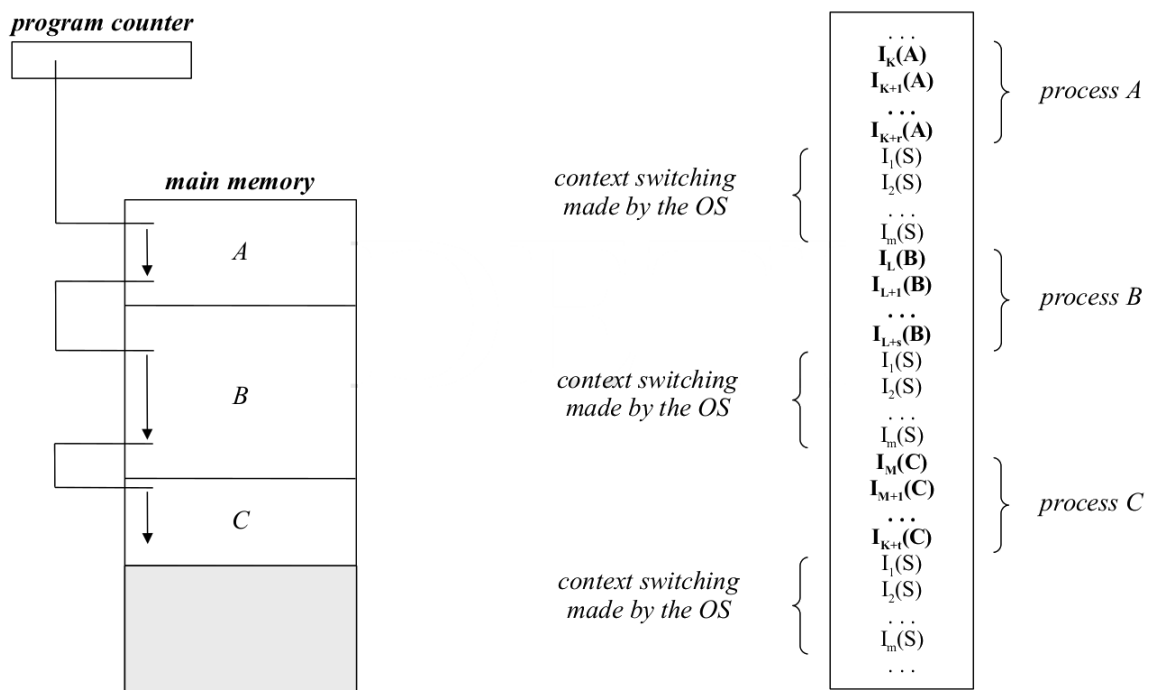 program counter
main memory
A
B
C
. . .
I_K(A)
I_K+1(A)
. . .
I_K+r(A)
I_1(S)
I_2(S)
. . .
I_m(S)
I_L(B)
I_L+1(B)
. . .
I_L+s(B)
I_1(S)
I_2(S)
. . .
I_m(S)
I_M(C)
I_M+1(C)
. . .
I_K+t(C)
I_1(S)
I_2(S)
. . .
I_m(S)
. . .
context switching
made by the OS
context switching
made by the OS
context switching
made by the OS
process A
process B
process C